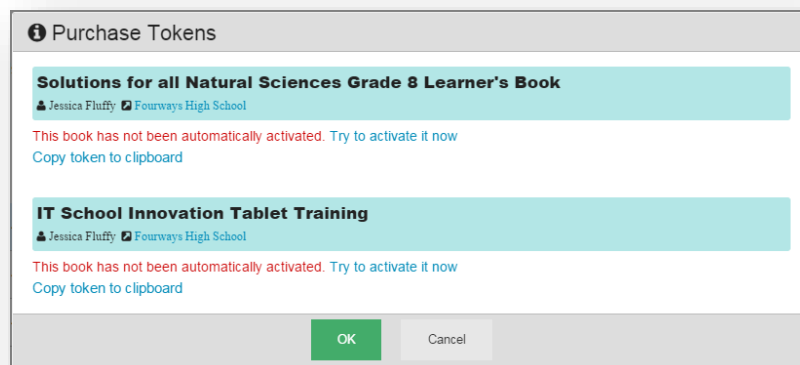 Purchase Tokens
Solutions for all Natural Sciences Grade 8 Learner's Book
Jessica Fluffy Fourways High School
This book has not been automatically activated. Try to activate it now
Copy token to clipboard
IT School Innovation Tablet Training
Jessica Fluffy Fourways High School
This book has not been automatically activated. Try to activate it now
Copy token to clipboard
OK Cancel